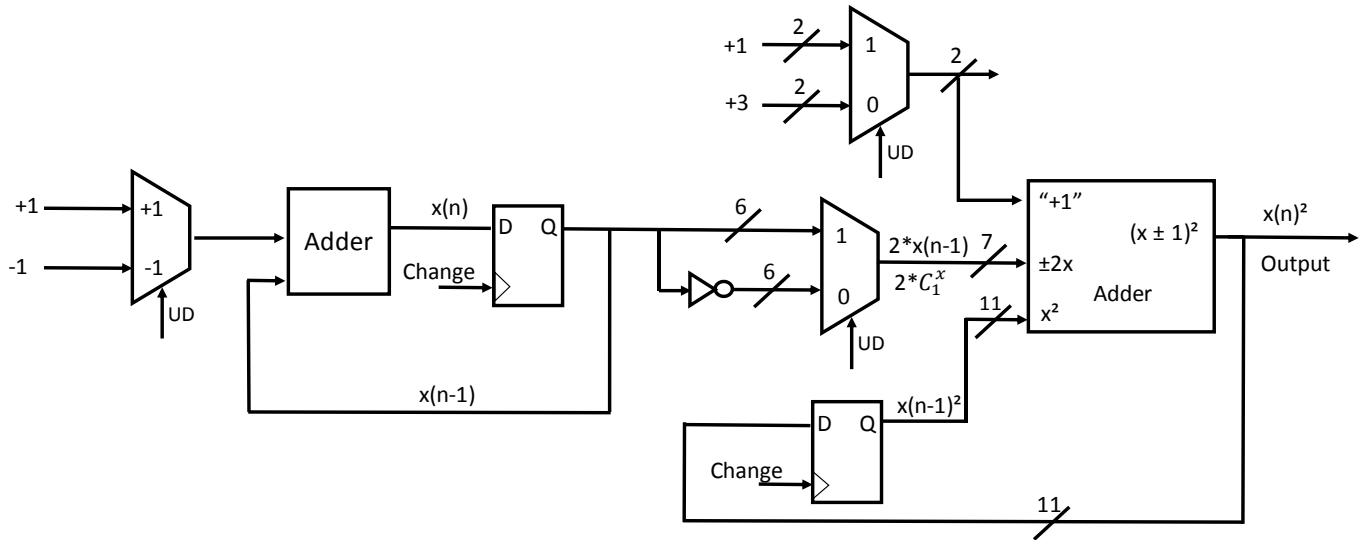 +1
2
1
2
+3
2
0
UD
+1
+1
-1
-1
UD
Adder
x(n)
D Q
Change
x(n-1)
6
6
1
0
UD
2*x(n-1)
7
2*C₁ˣ
"+1"
(x ± 1)²
±2x
Adder
x²
11
x(n)²
Output
D Q
x(n-1)²
Change
11